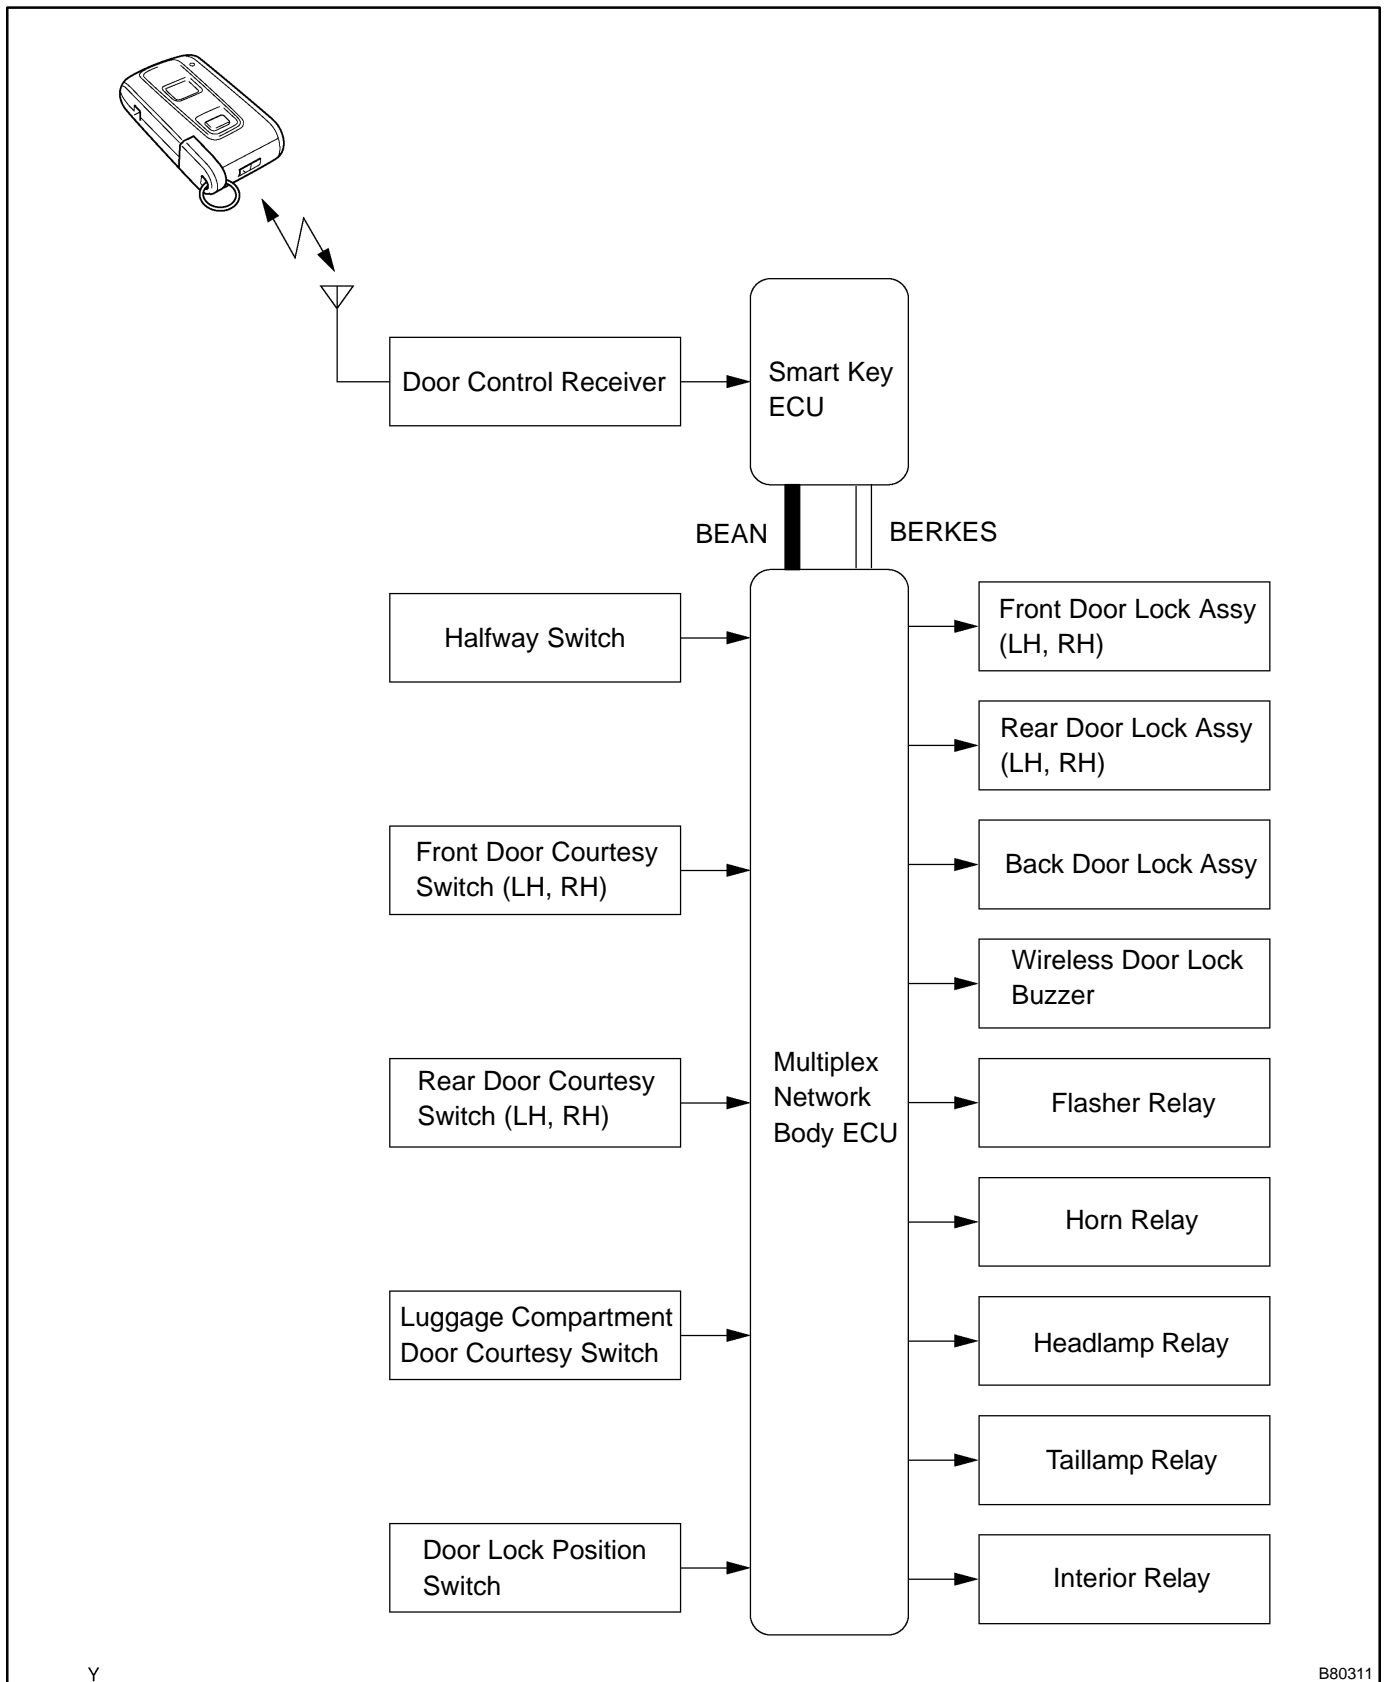 Door Control Receiver
Smart Key
ECU
BEAN
BERKES
Halfway Switch
Front Door Courtesy
Switch (LH, RH)
Rear Door Courtesy
Switch (LH, RH)
Luggage Compartment
Door Courtesy Switch
Door Lock Position
Switch
Multiplex
Network
Body ECU
Front Door Lock Assy
(LH, RH)
Rear Door Lock Assy
(LH, RH)
Back Door Lock Assy
Wireless Door Lock
Buzzer
Flasher Relay
Horn Relay
Headlamp Relay
Taillamp Relay
Interior Relay
Y
B80311